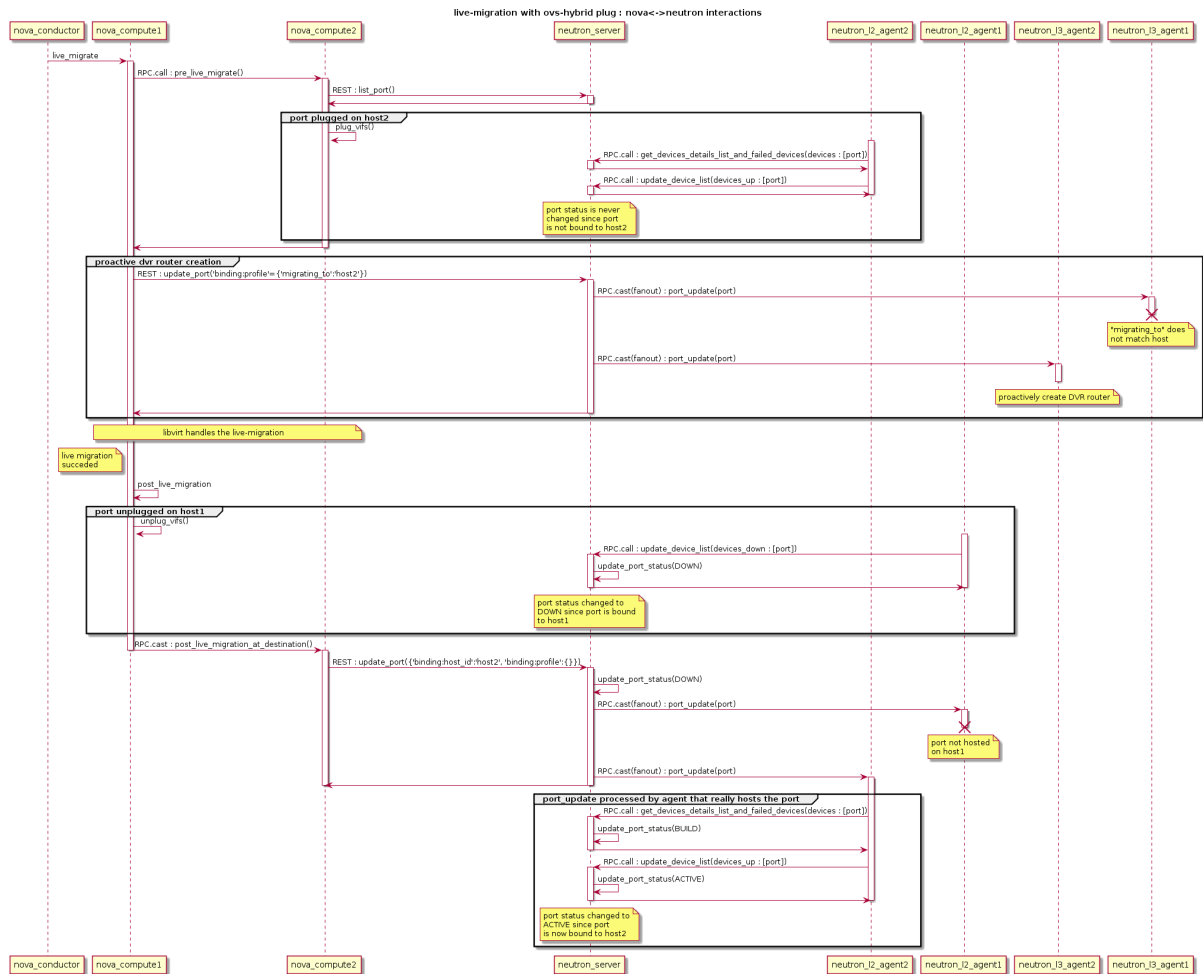 live-migration with ovs-hybrid plug : nova<->neutron interactions
nova_conductor
nova_compute1
nova_compute2
neutron_server
neutron_l2_agent2
neutron_l2_agent1
neutron_l3_agent2
neutron_l3_agent1
live_migrate
RPC.call : pre_live_migrate()
REST : list_port()
port plugged on host2
plug_vifs()
RPC.call : get_devices_details_list_and_failed_devices(devices : [port])
RPC.call : update_device_list(devices_up : [port])
port status is never
changed since port
is not bound to host2
proactive dvr router creation
REST : update_port('binding:profile'= {'migrating_to':'host2'})
RPC.cast(fanout) : port_update(port)
"migrating_to" does
not match host
RPC.cast(fanout) : port_update(port)
proactively create DVR router
libvirt handles the live-migration
live migration
succeded
post_live_migration
port unplugged on host1
unplug_vifs()
RPC.call : update_device_list(devices_down : [port])
update_port_status(DOWN)
port status changed to
DOWN since port is bound
to host1
RPC.cast : post_live_migration_at_destination()
REST : update_port({'binding:host_id':'host2', 'binding:profile':{}})
update_port_status(DOWN)
RPC.cast(fanout) : port_update(port)
port not hosted
on host1
RPC.cast(fanout) : port_update(port)
port_update processed by agent that really hosts the port
RPC.call : get_devices_details_list_and_failed_devices(devices : [port])
update_port_status(BUILD)
RPC.call : update_device_list(devices_up : [port])
update_port_status(ACTIVE)
port status changed to
ACTIVE since port
is now bound to host2
nova_conductor
nova_compute1
nova_compute2
neutron_server
neutron_l2_agent2
neutron_l2_agent1
neutron_l3_agent2
neutron_l3_agent1